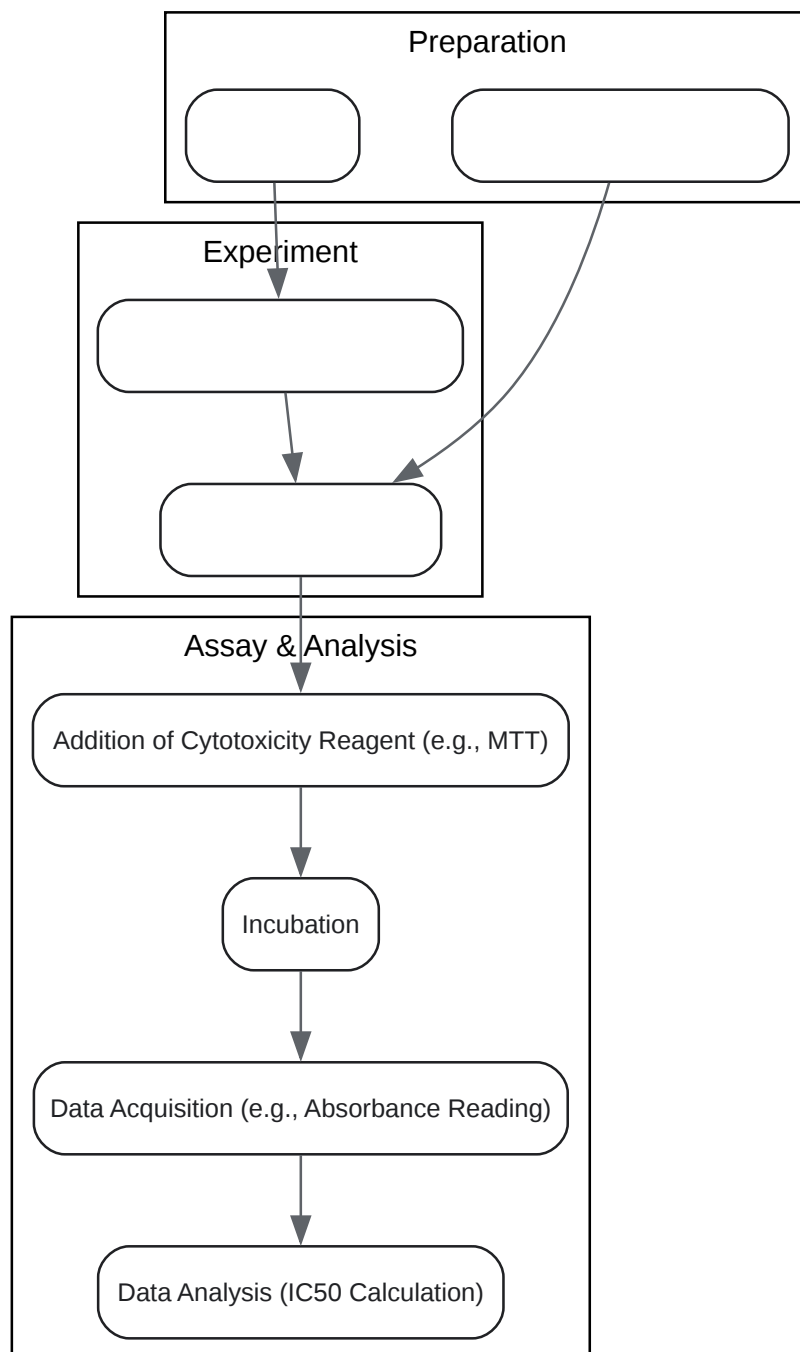 Preparation
Experiment
Assay & Analysis
Addition of Cytotoxicity Reagent (e.g., MTT)
Incubation
Data Acquisition (e.g., Absorbance Reading)
Data Analysis (IC50 Calculation)